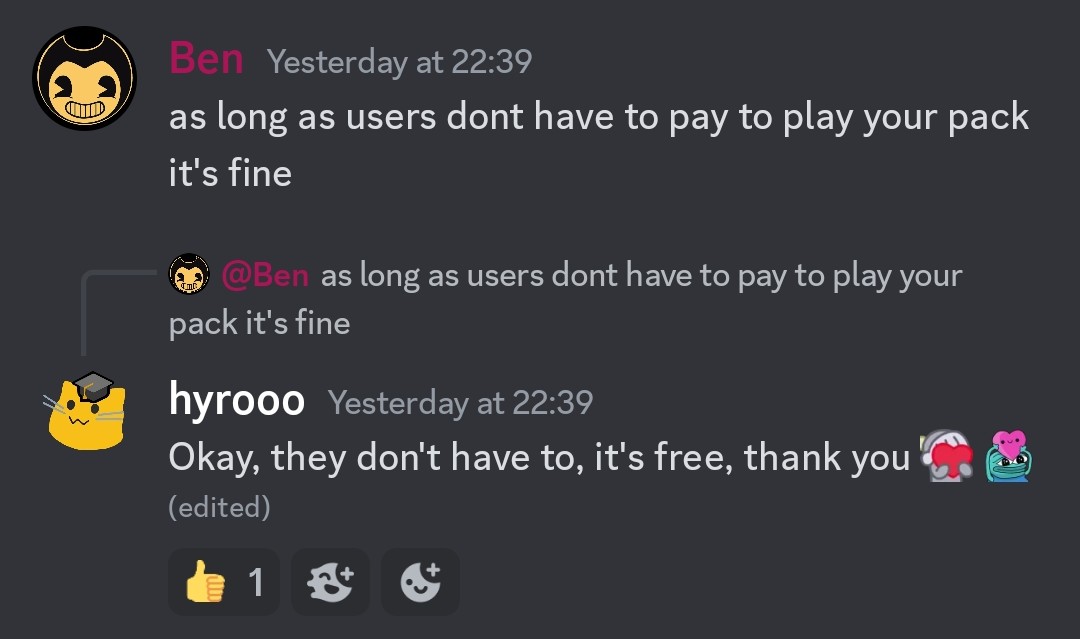 Ben Yesterday at 22:39
as long as users dont have to pay to play your pack
it's fine
@Ben as long as users dont have to pay to play your
pack it's fine
hyrooo Yesterday at 22:39
Okay, they don't have to, it's free, thank you
(edited)
👍 1